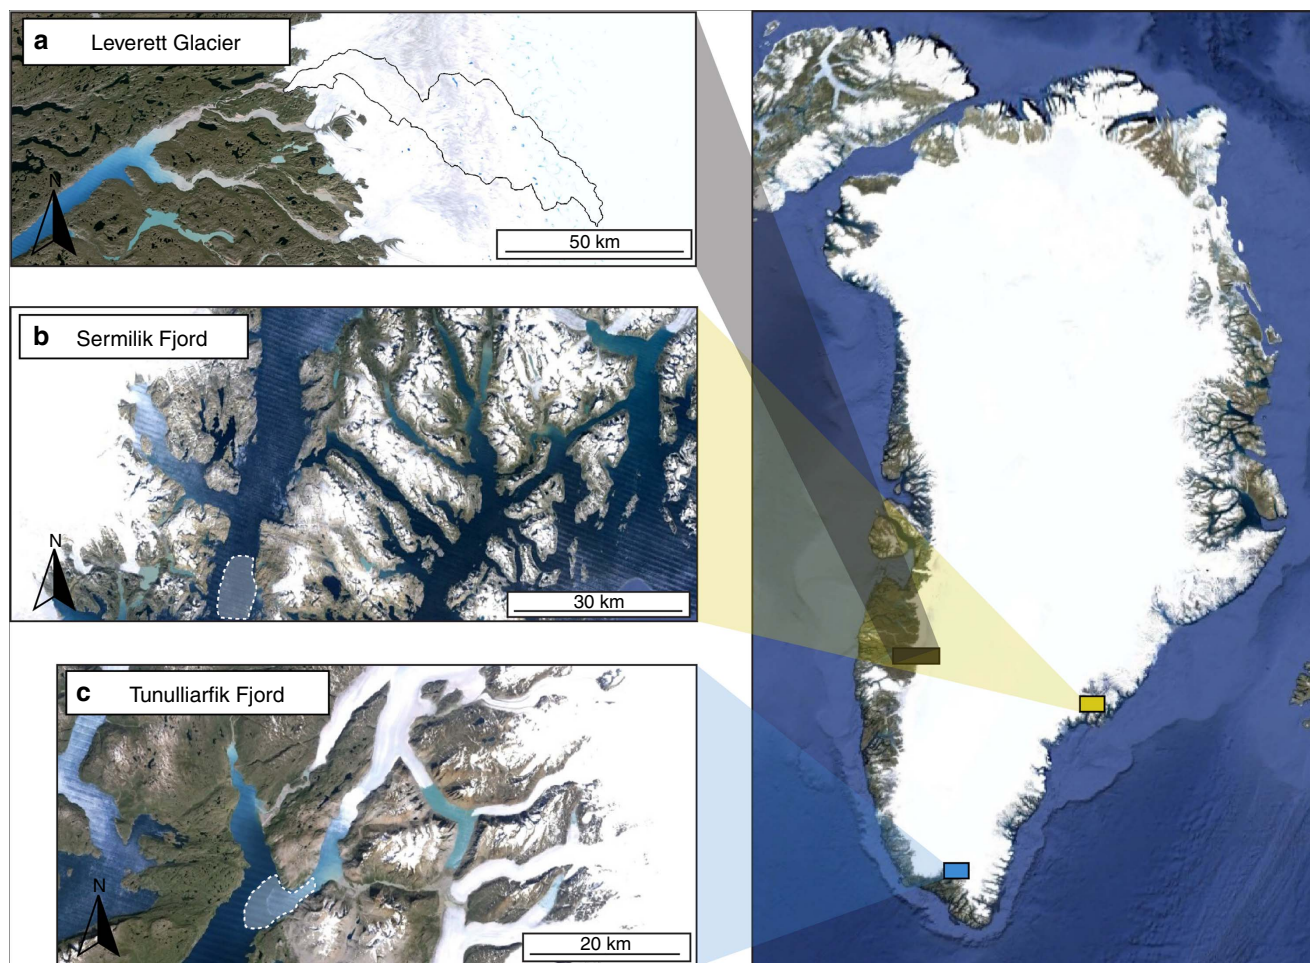 a Leverett Glacier
N
50 km
b Sermilik Fjord
N
30 km
c Tunulliarfik Fjord
N
20 km